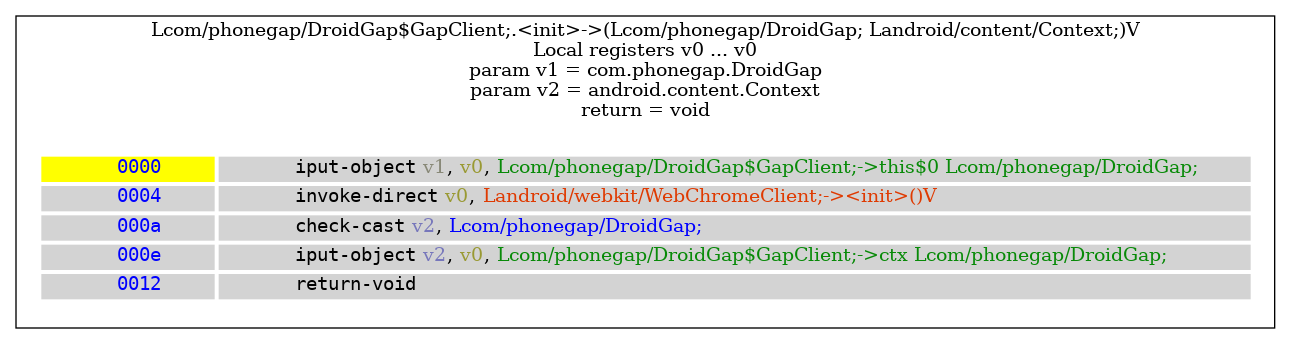 Lcom/phonegap/DroidGap$GapClient;.<init>->(Lcom/phonegap/DroidGap; Landroid/content/Context;)V
Local registers v0 ... v0
param v1 = com.phonegap.DroidGap
param v2 = android.content.Context
return = void
0000 iput-object v1, v0, Lcom/phonegap/DroidGap$GapClient;->this$0 Lcom/phonegap/DroidGap;
0004 invoke-direct v0, Landroid/webkit/WebChromeClient;-><init>()V
000a check-cast v2, Lcom/phonegap/DroidGap;
000e iput-object v2, v0, Lcom/phonegap/DroidGap$GapClient;->ctx Lcom/phonegap/DroidGap;
0012 return-void